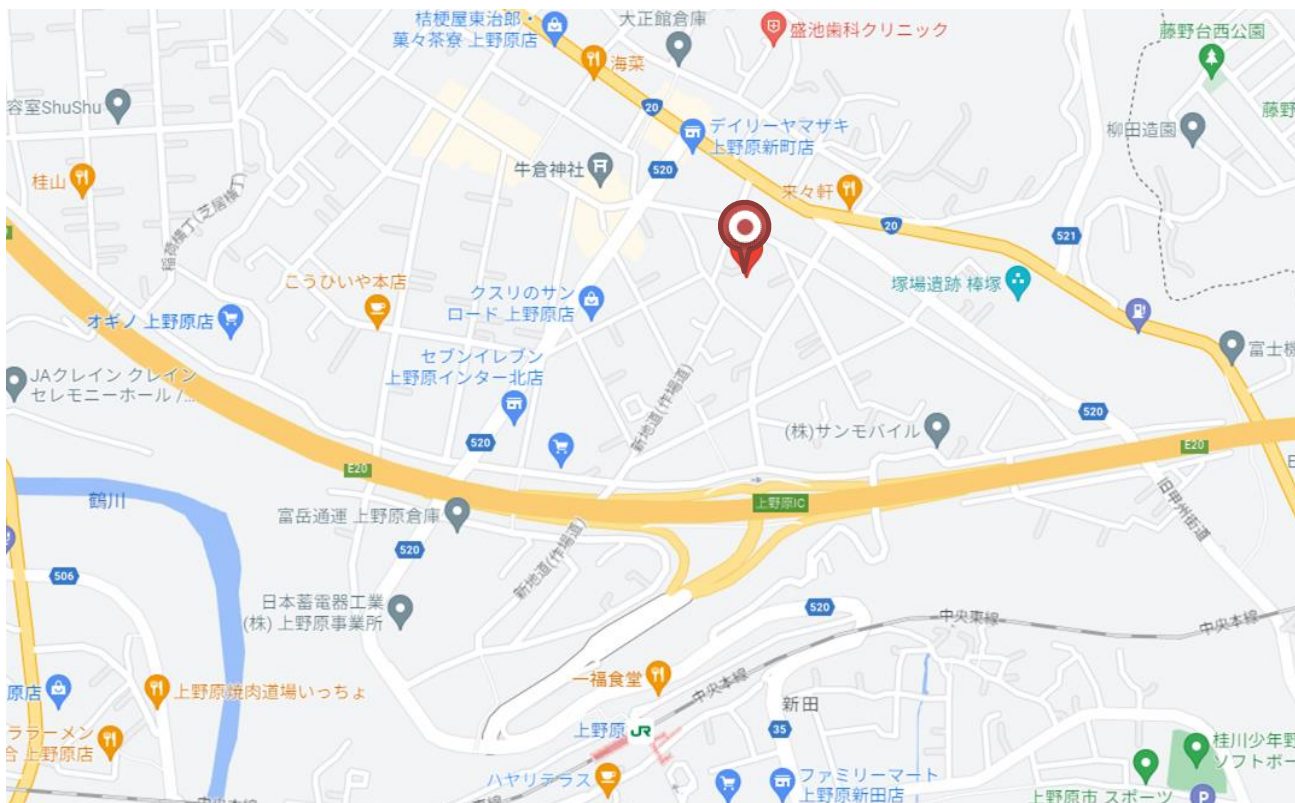 桔梗屋東治郎・
菓々茶寮 上野原店
大正館倉庫
盛池歯科クリニック
藤野台西公園
海菜
容室ShuShu
20
デイリーヤマザキ
上野原新町店
柳田造園
藤野
桂山
牛倉神社
520
来々軒
稲穂横丁(芝居横丁)
20
521
こうひいや本店
クスリのサン
ロード 上野原店
塚場遺跡 棒塚
オギノ 上野原店
セブンイレブン
上野原インター北店
富士機
JAクレイン クレイン
セレモニーホール /...
新地道(作場道)
520
520
(株)サンモバイル
E20
E20
鶴川
上野原IC
富岳通運 上野原倉庫
旧甲州街道
520
新地道(作場道)
506
日本蓄電器工業
(株) 上野原事業所
520
中央東線
中央本線
一福食堂
原店
上野原焼肉道場いっちょ
中央本線
新田
上野原 JR
35
ララーメン
合 上野原店
桂川少年野
ソフトボー
ハヤリテラス
ファミリーマート
上野原新田店
上野原市 スポーツ
P